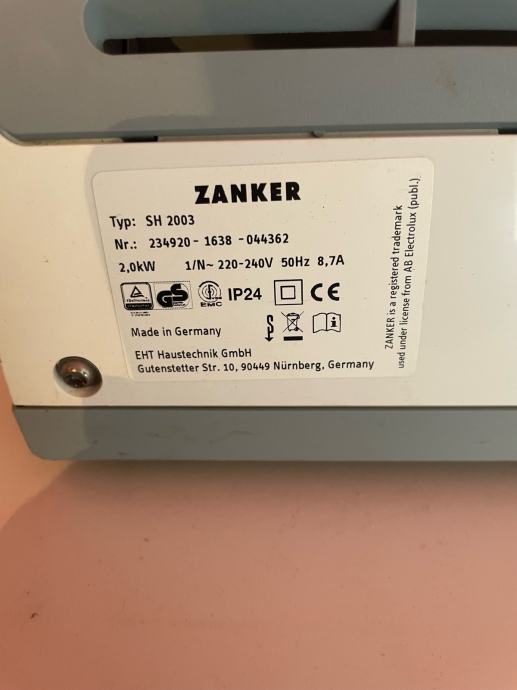 ZANKER
Typ: SH 2003
Nr.: 234920 - 1638 - 044362
2,0kW 1/N~ 220-240V 50Hz 8,7A
GS
EMC
IP24
CE
Made in Germany
EHT Haustechnik GmbH
Gutenstetter Str. 10, 90449 Nürnberg, Germany
ZANKER is a registered trademark
used under license from AB Electrolux (publ.)